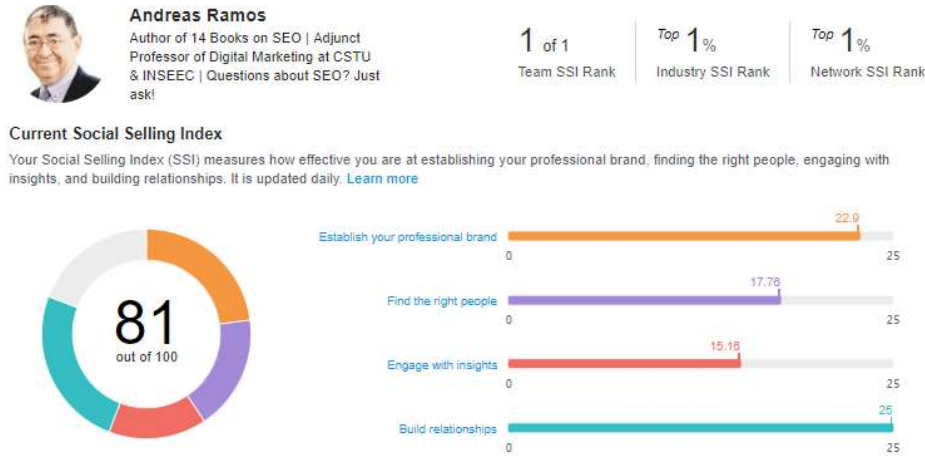 Andreas Ramos
Author of 14 Books on SEO | Adjunct
Professor of Digital Marketing at CSTU
& INSEEC | Questions about SEO? Just
ask!
1 of 1
Team SSI Rank
Top 1%
Industry SSI Rank
Top 1%
Network SSI Rank
Current Social Selling Index
Your Social Selling Index (SSI) measures how effective you are at establishing your professional brand, finding the right people, engaging with
insights, and building relationships. It is updated daily. Learn more
81
out of 100
22.9
Establish your professional brand
0
25
17.76
Find the right people
0
25
15.16
Engage with insights
0
25
25
Build relationships
0
25